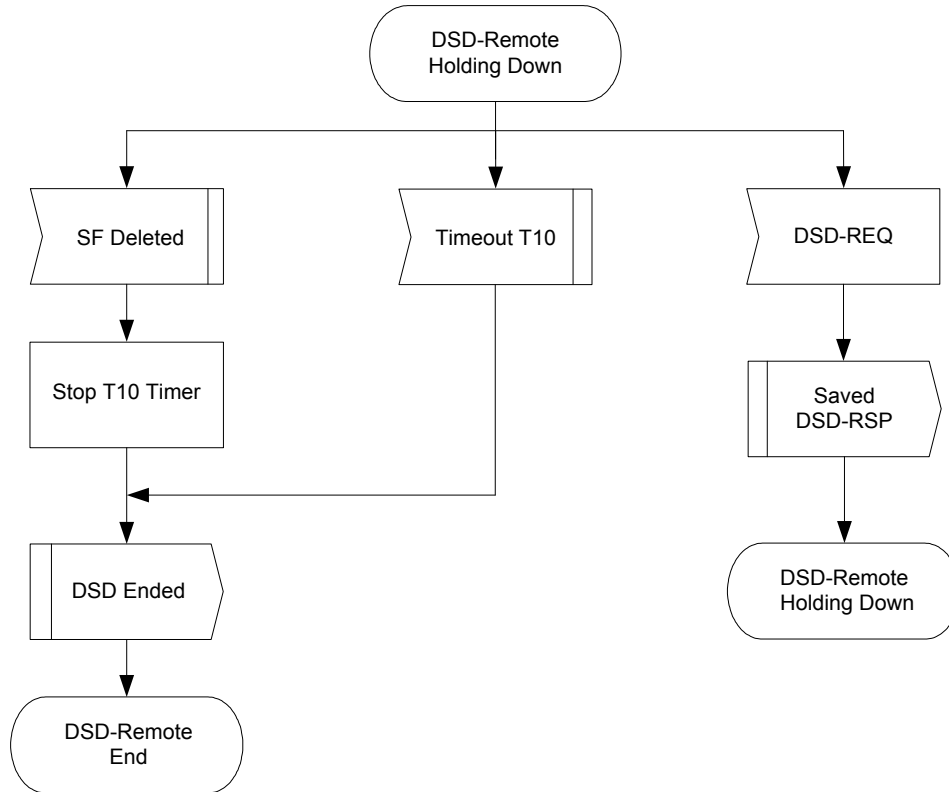 DSD-Remote
Holding Down
SF Deleted
Timeout T10
DSD-REQ
Stop T10 Timer
Saved
DSD-RSP
DSD Ended
DSD-Remote
Holding Down
DSD-Remote
End